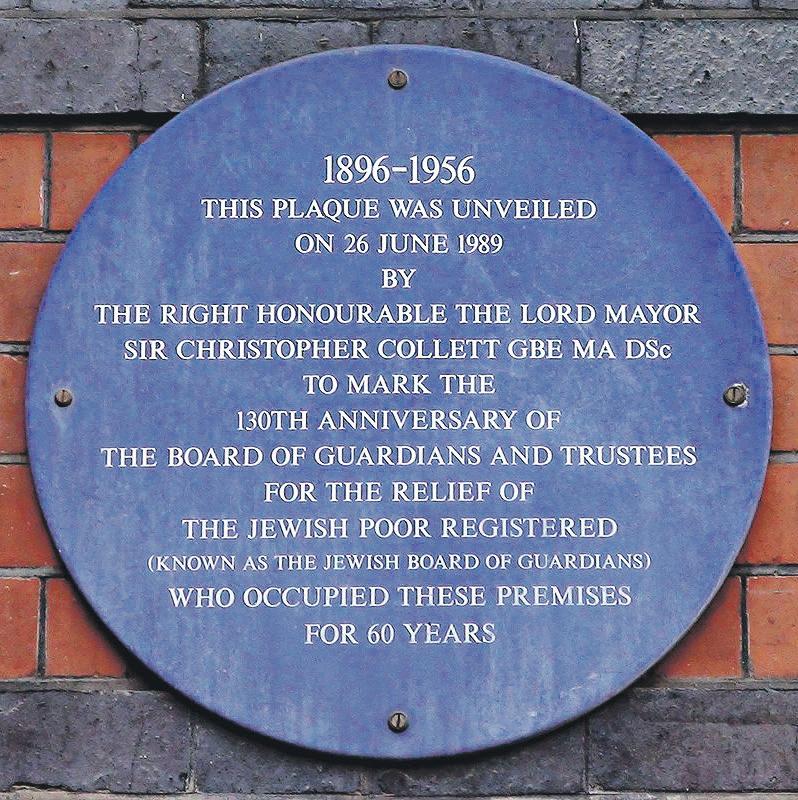 1896-1956
THIS PLAQUE WAS UNVEILED
ON 26 JUNE 1989
BY
THE RIGHT HONOURABLE THE LORD MAYOR
SIR CHRISTOPHER COLLETT GBE MA DSc
TO MARK THE
130TH ANNIVERSARY OF
THE BOARD OF GUARDIANS AND TRUSTEES
FOR THE RELIEF OF
THE JEWISH POOR REGISTERED
(KNOWN AS THE JEWISH BOARD OF GUARDIANS)
WHO OCCUPIED THESE PREMISES
FOR 60 YEARS